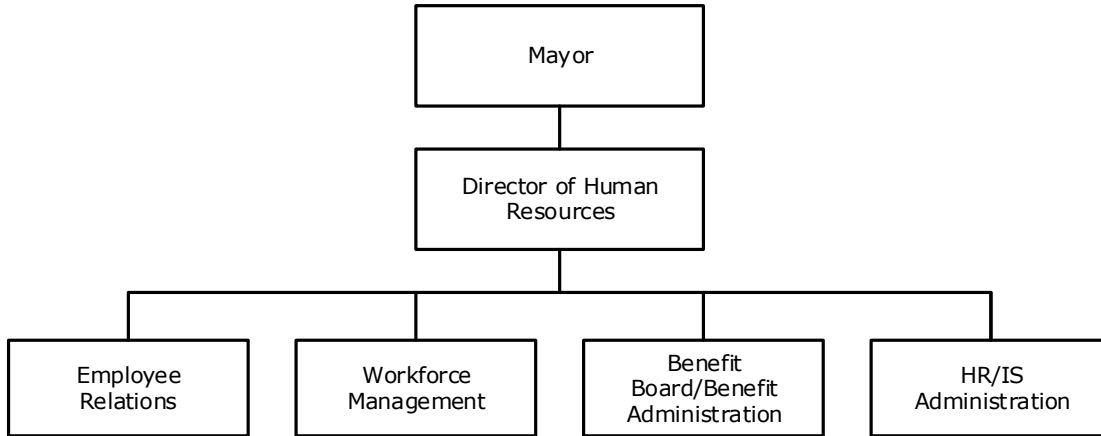 Mayor
Director of Human
Resources
Employee
Relations
Workforce
Management
Benefit
Board/Benefit
Administration
HR/IS
Administration